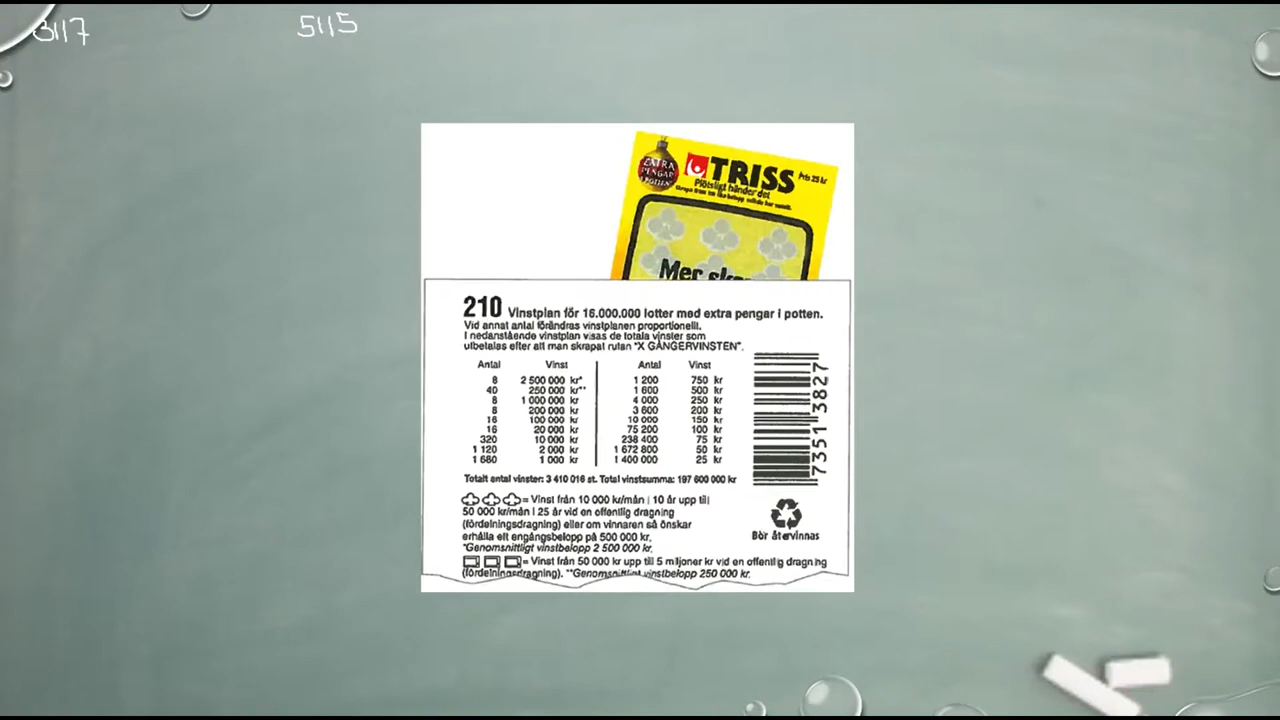 3117
5115
EXTRA PENGAR I POTTEN
TRISS Pris 25 kr
Plötsligt händer det
Mer
210 Vinstplan för 16.000.000 lotter med extra pengar i potten.
Vid annat antal förändras vinstplanen proportionellt.
I nedanstående vinstplan visas de totala vinster som
utbetalas efter att man skrapat rutan "X GÅNGERVINSTEN".
Antal Vinst Antal Vinst
8 2 500 000 kr* 1 200 750 kr
40 250 000 kr** 1 600 500 kr
8 1 000 000 kr 4 000 250 kr
8 200 000 kr 3 600 200 kr
16 100 000 kr 10 000 150 kr
16 20 000 kr 75 200 100 kr
320 10 000 kr 238 400 75 kr
1 120 2 000 kr 1 672 800 50 kr
1 680 1 000 kr 1 400 000 25 kr
Totalt antal vinster: 3 410 016 st. Total vinstsumma: 197 600 000 kr
= Vinst från 10 000 kr/mån i 10 år upp till
50 000 kr/mån i 25 år vid en offentlig dragning
(fördelningsdragning) eller om vinnaren så önskar
erhålla ett engångsbelopp på 500 000 kr.
*Genomsnittligt vinstbelopp 2 500 000 kr.
= Vinst från 50 000 kr upp till 5 miljoner kr vid en offentlig dragning
(fördelningsdragning). **Genomsnittligt vinstbelopp 250 000 kr.
7351 3827
Bör återvinnas